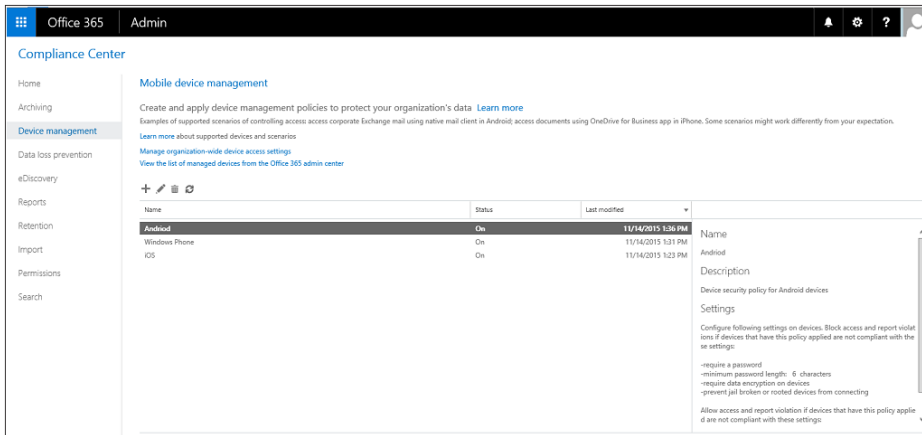 Office 365 Admin ?
Compliance Center
Home
Archiving
Device management
Data loss prevention
eDiscovery
Reports
Retention
Import
Permissions
Search
Mobile device management
Create and apply device management policies to protect your organization's data Learn more
Examples of supported scenarios of controlling access: access corporate Exchange mail using native mail client in Android; access documents using OneDrive for Business app in iPhone. Some scenarios might work differently from your expectation.
Learn more about supported devices and scenarios
Manage organization-wide device access settings
View the list of managed devices from the Office 365 admin center
Name Status Last modified
Andriod On 11/14/2015 1:36 PM
Windows Phone On 11/14/2015 1:31 PM
iOS On 11/14/2015 1:23 PM
Name
Andriod
Description
Device security policy for Android devices
Settings
Configure following settings on devices. Block access and report violat
ions if devices that have this policy applied are not compliant with the
se settings:
-require a password
-minimum password length: 6 characters
-require data encryption on devices
-prevent jail broken or rooted devices from connecting
Allow access and report violation if devices that have this policy applie
d are not compliant with these settings: